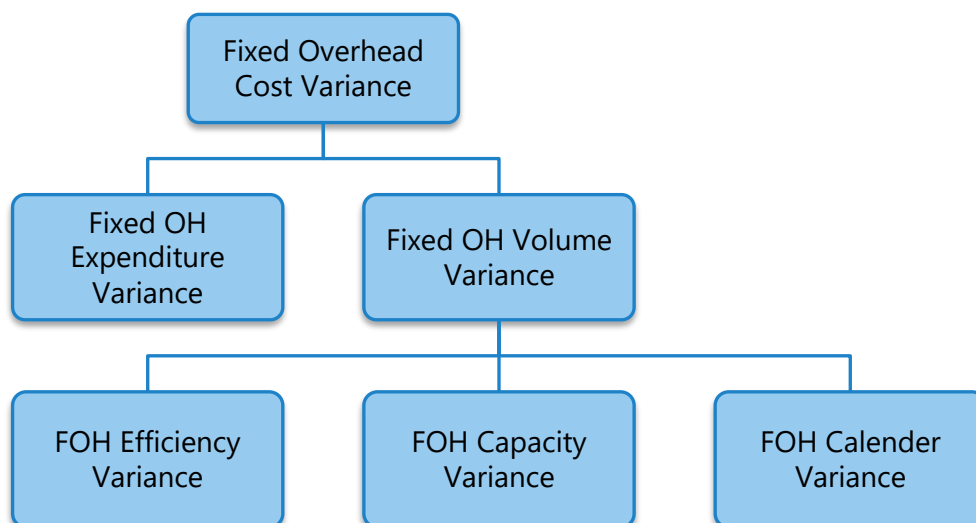 Fixed Overhead
Cost Variance
Fixed OH
Expenditure
Variance
Fixed OH Volume
Variance
FOH Efficiency
Variance
FOH Capacity
Variance
FOH Calender
Variance